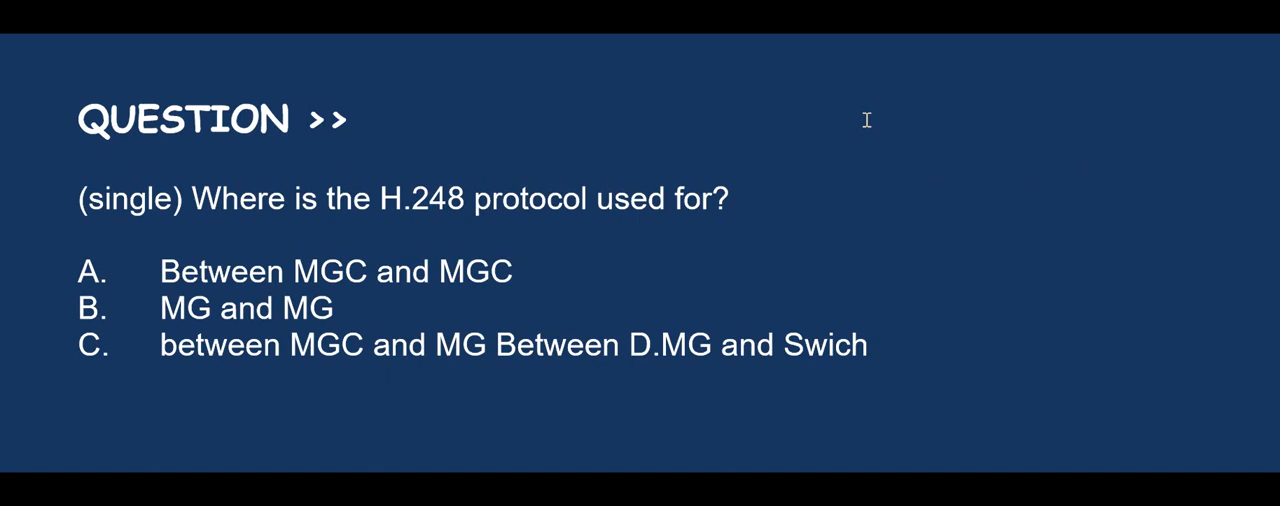 QUESTION >>
(single) Where is the H.248 protocol used for?
A. Between MGC and MGC
B. MG and MG
C. between MGC and MG Between D.MG and Swich